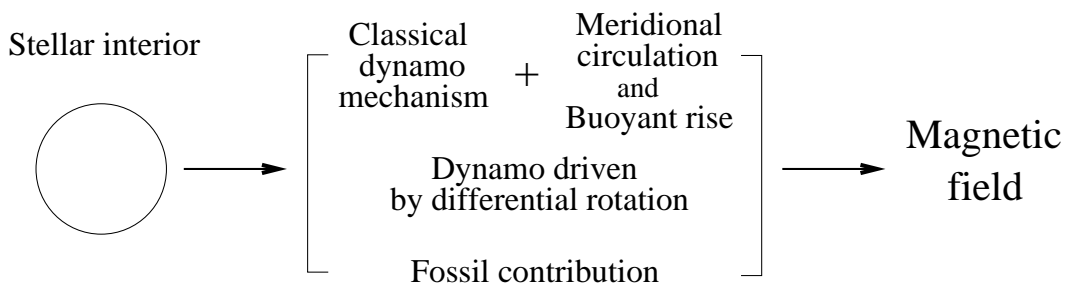 Stellar interior
Classical
dynamo
mechanism
+
Meridional
circulation
and
Buoyant rise
Dynamo driven
by differential rotation
Fossil contribution
Magnetic
field